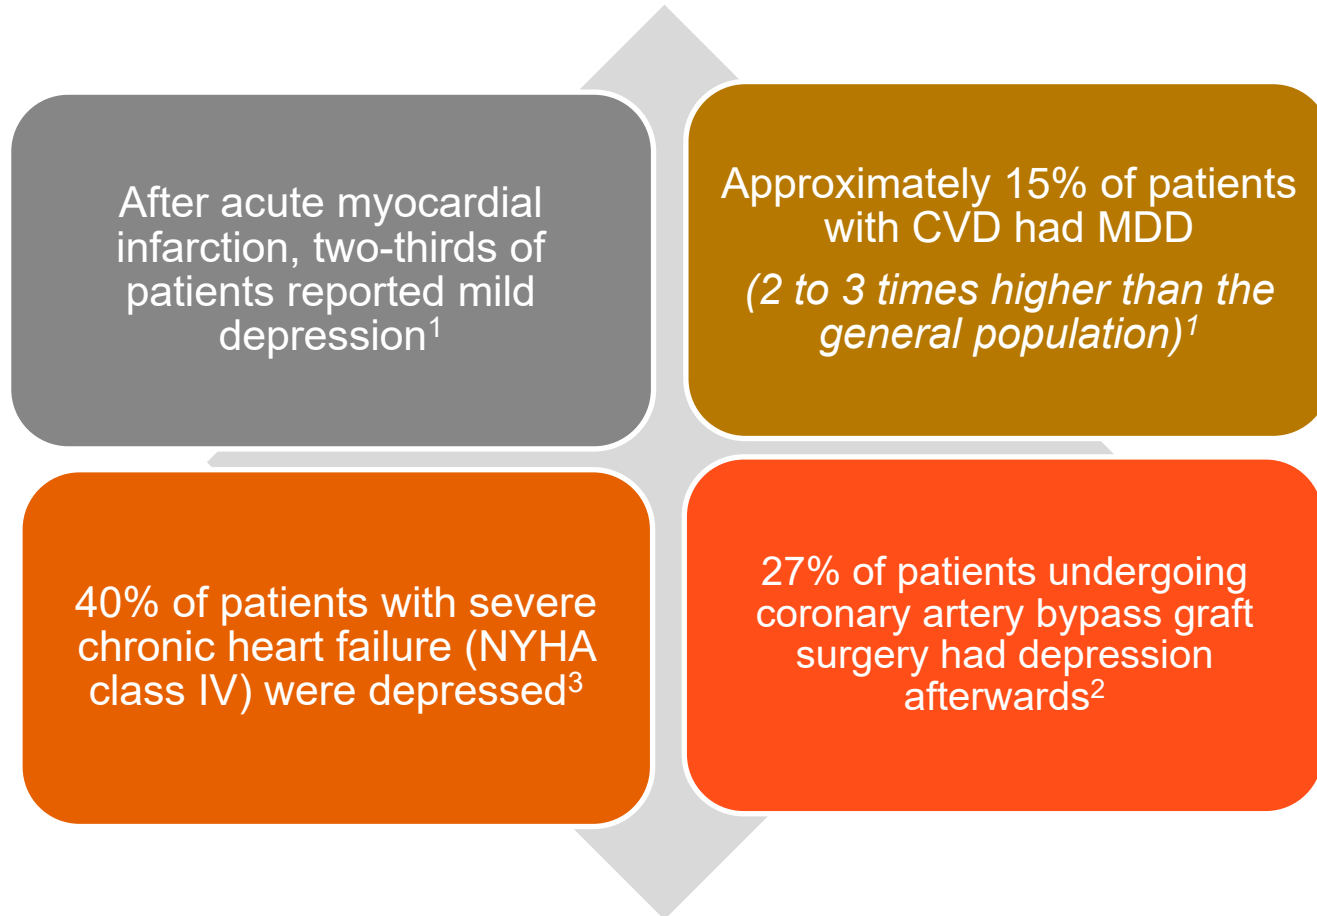 After acute myocardial
infarction, two-thirds of
patients reported mild
depression¹
Approximately 15% of patients
with CVD had MDD
(2 to 3 times higher than the
general population)¹
40% of patients with severe
chronic heart failure (NYHA
class IV) were depressed³
27% of patients undergoing
coronary artery bypass graft
surgery had depression
afterwards²